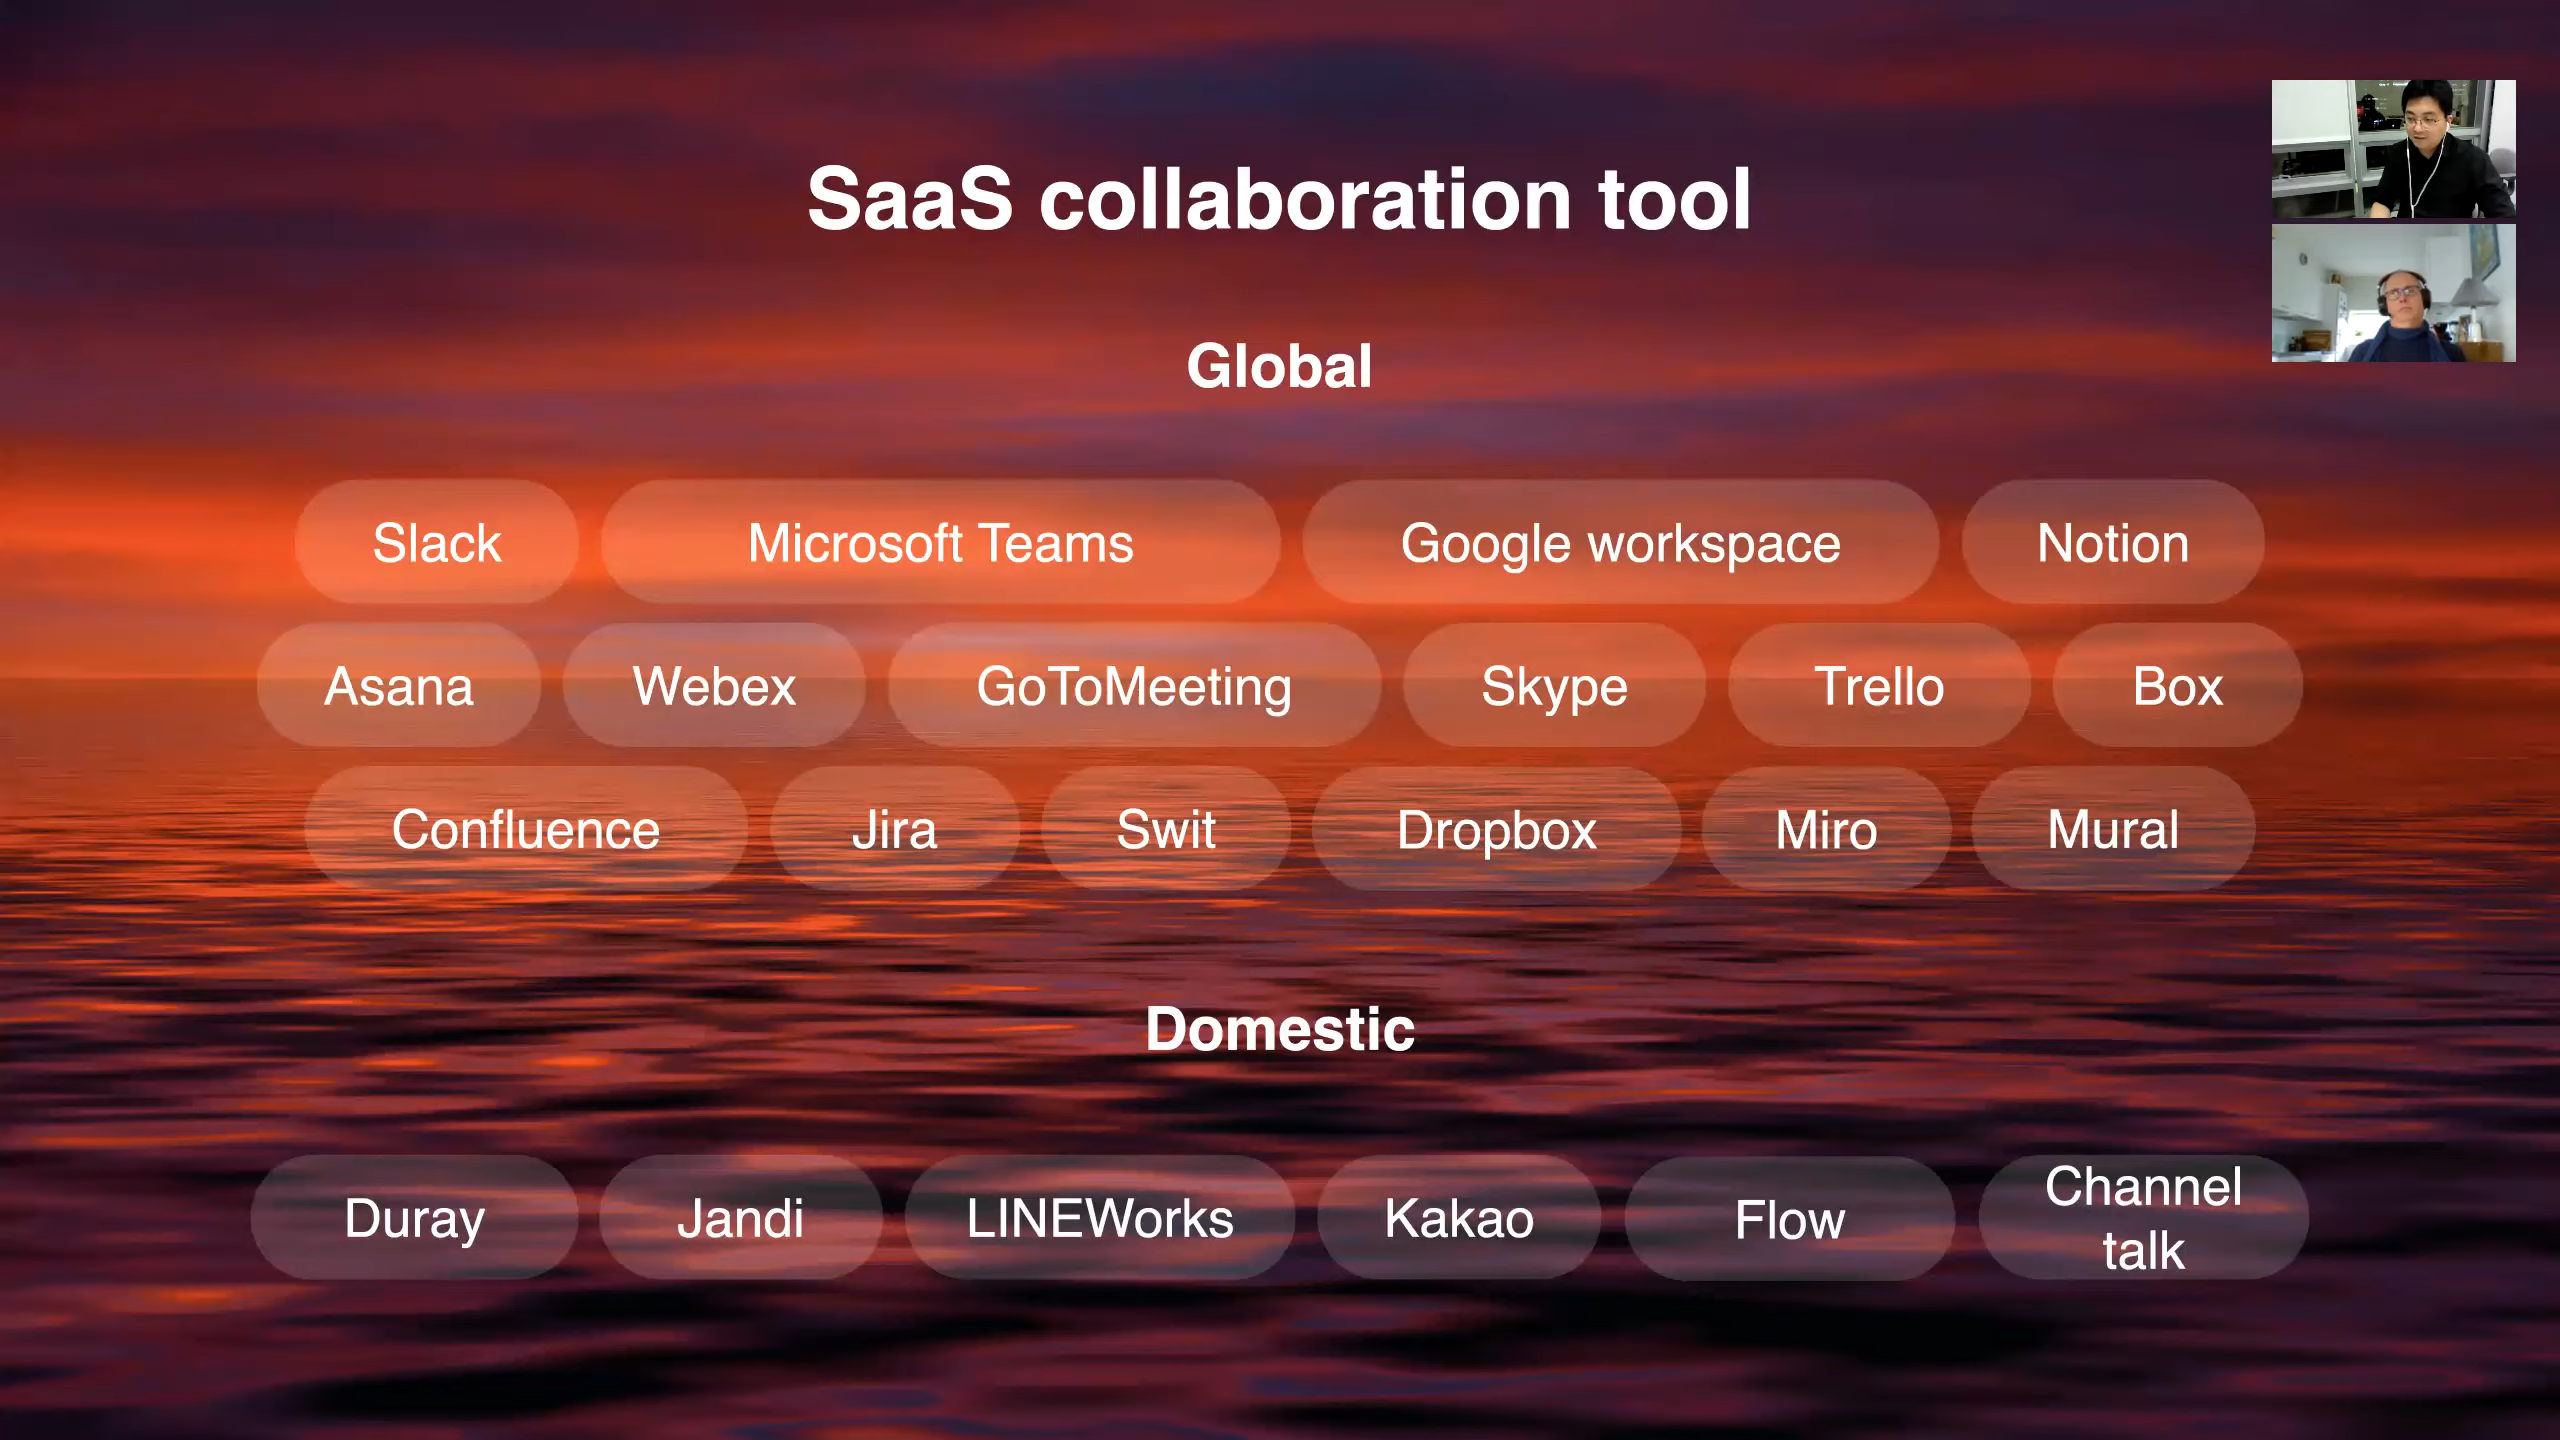 SaaS collaboration tool
Global
Slack
Microsoft Teams
Google workspace
Notion
Asana
Webex
GoToMeeting
Skype
Trello
Box
Confluence
Jira
Swit
Dropbox
Miro
Mural
Domestic
Duray
Jandi
LINEWorks
Kakao
Flow
Channel
talk